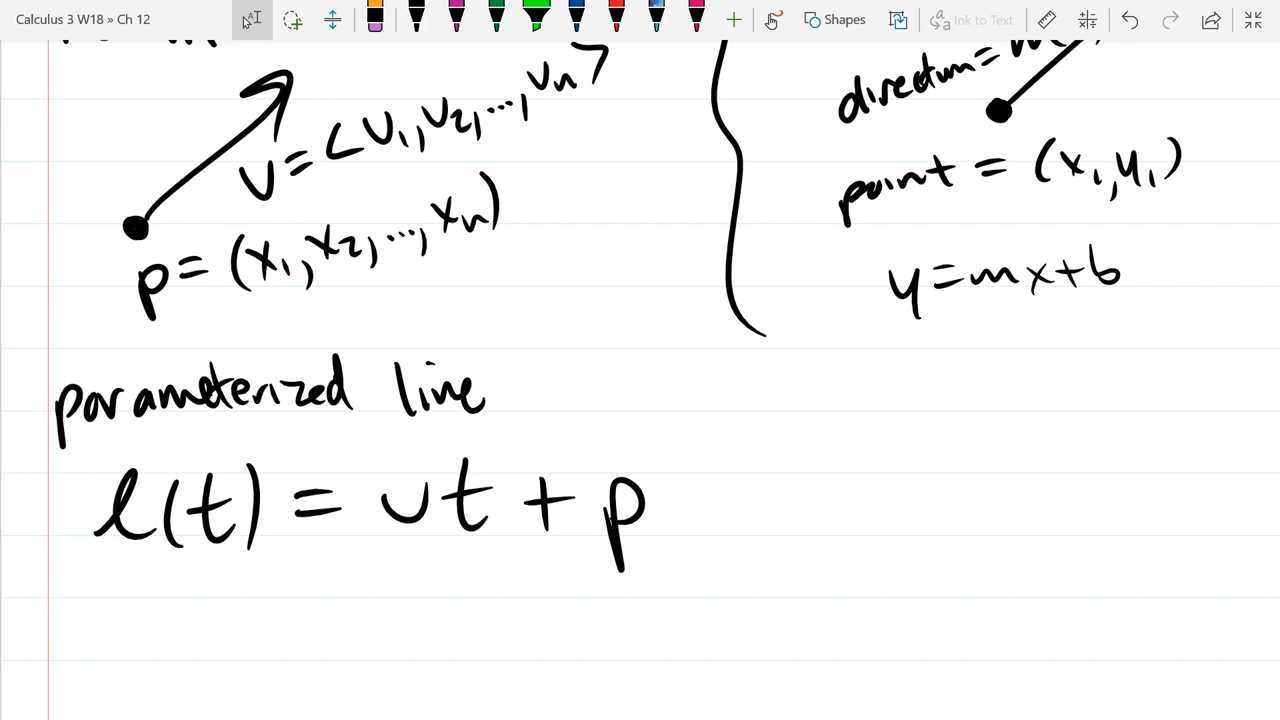 Calculus 3 W18 » Ch 12
Shapes
Ink to Text
v = <v₁, v₂, ..., vₙ>
p = (x₁, x₂, ..., xₙ)
direction =
point = (x₁, y₁)
y = mx + b
parameterized line
l(t) = vt + p